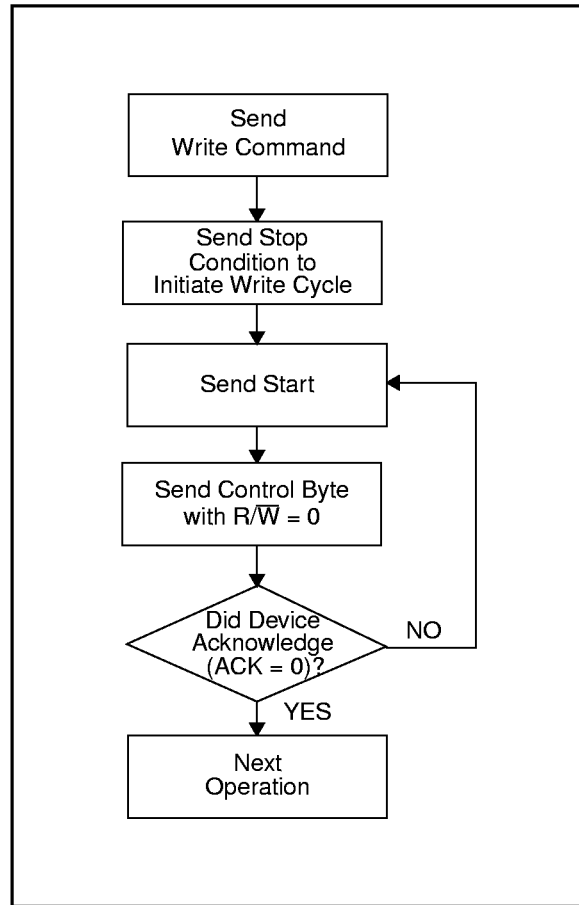 Send
Write Command
Send Stop
Condition to
Initiate Write Cycle
Send Start
Send Control Byte
with R/W̅ = 0
Did Device
Acknowledge
(ACK = 0)?
NO
YES
Next
Operation